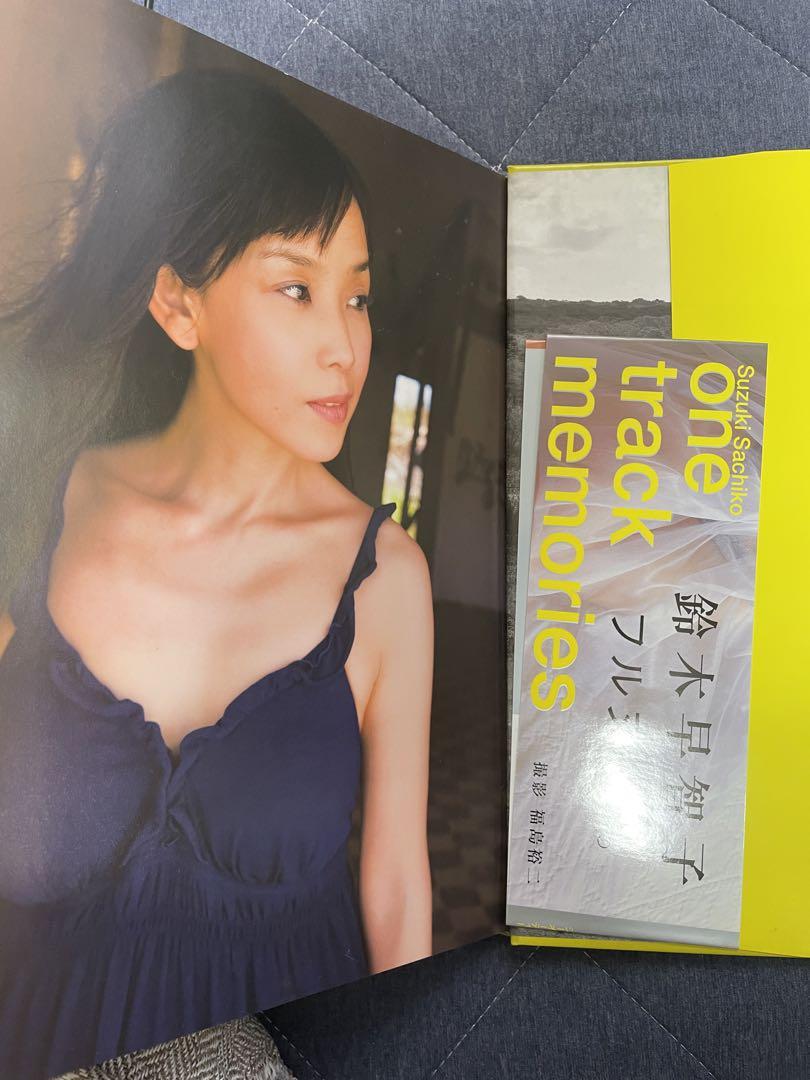 Suzuki Sachiko
one
track
memories
鈴木早智子
フル
撮影 福島裕二